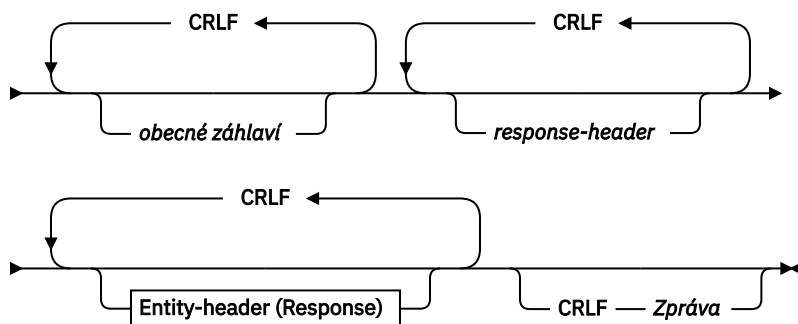 CRLF CRLF
obecné záhlaví response-header
CRLF
Entity-header (Response) CRLF Zpráva